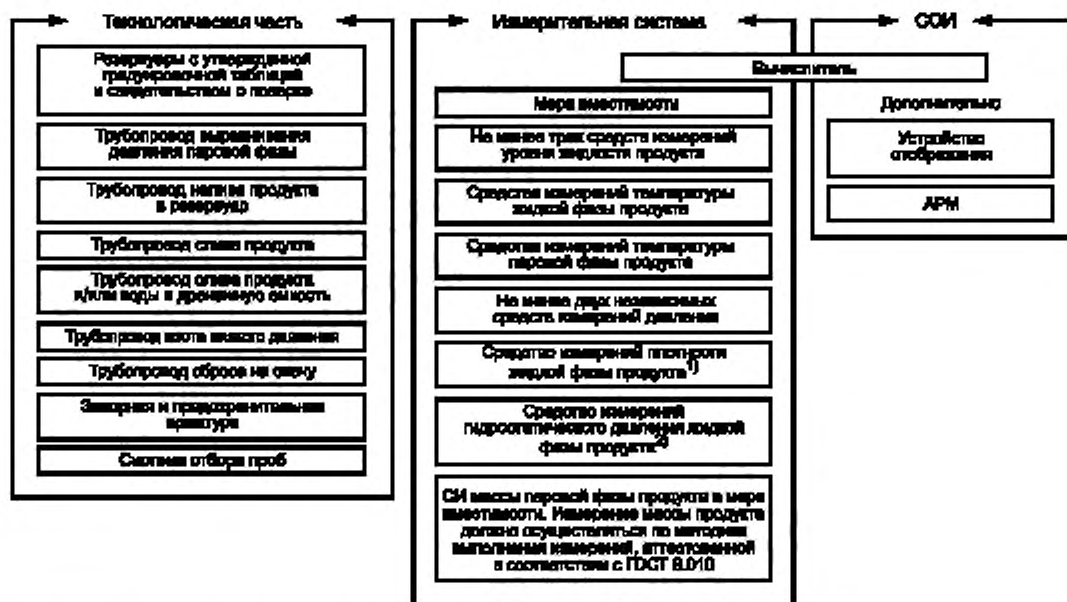 Технологическая часть
Резервуары с утвержденной
градуировочной таблицей
и свидетельством о поверке
Трубопровод выравнивания
давления паровой фазы
Трубопровод налива продукта
в резервуар
Трубопровод слива продукта
Трубопровод слива продукта
и/или воды в дренажную емкость
Трубопровод азота низкого давления
Трубопровод сброса на свечу
Запорная и предохранительная
арматура
Система отбора проб
Измерительная система
Вычислитель
Мера вместимости
Не менее трех средств измерений
уровня жидкости продукта
Средства измерений температуры
жидкой фазы продукта
Средства измерений температуры
паровой фазы продукта
Не менее двух независимых
средств измерений давления
Средство измерений плотности
жидкой фазы продукта1)
Средство измерений
гидростатического давления жидкой
фазы продукта2)
СИ массы паровой фазы продукта в мере
вместимости. Измерение массы продукта
должно осуществляться по методике
выполнения измерений, аттестованной
в соответствии с ГОСТ 8.010
СОИ
Дополнительно
Устройство
отображения
АРМ